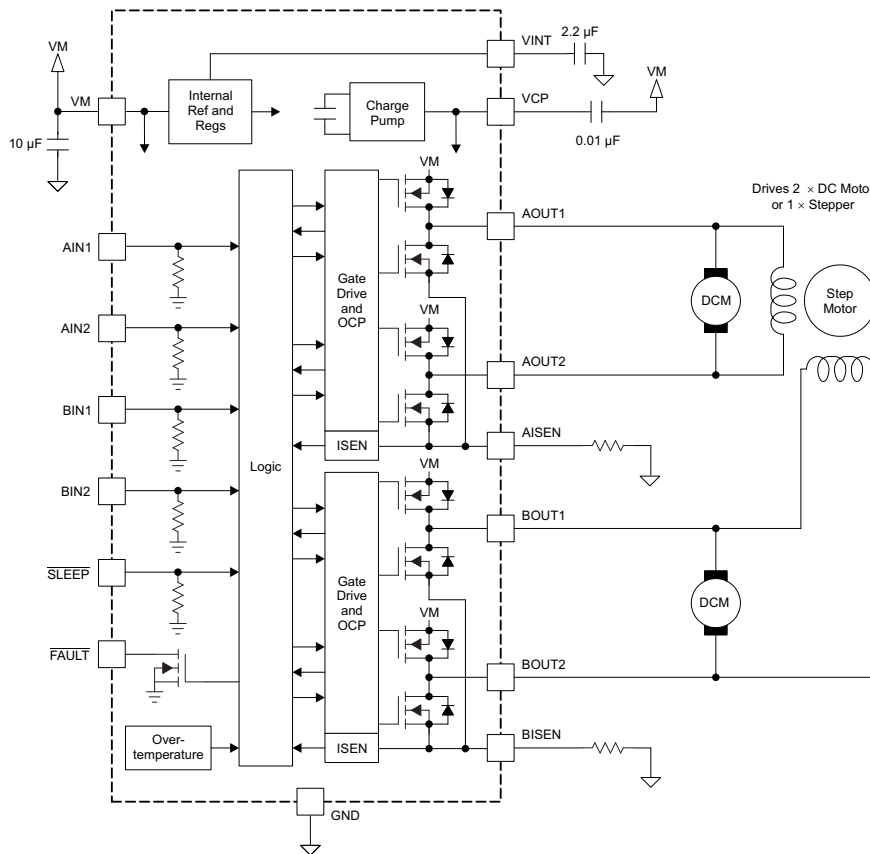 VINT
2.2 µF
VM
VM
VM
Internal
Ref and
Regs
Charge
Pump
VCP
10 µF
0.01 µF
VM
Drives 2 × DC Motor
or 1 × Stepper
AOUT1
AIN1
Gate
Drive
and
OCP
DCM
Step
Motor
VM
AIN2
AOUT2
BIN1
AISEN
ISEN
Logic
VM
BIN2
BOUT1
SLEEP
Gate
Drive
and
OCP
DCM
VM
FAULT
BOUT2
Over-
temperature
ISEN
BISEN
GND